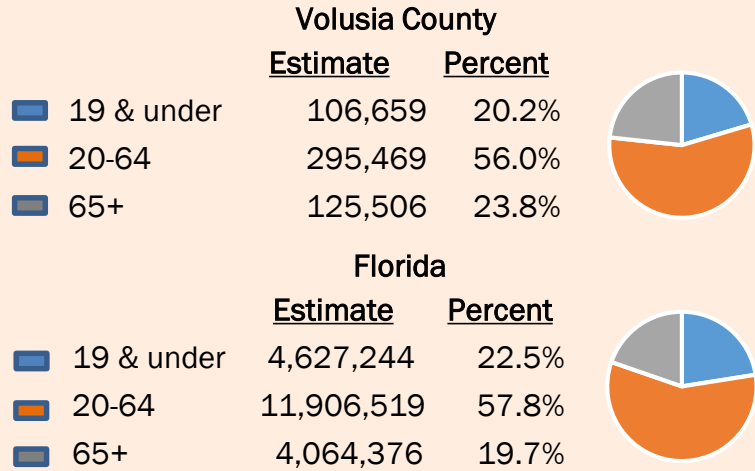 Volusia County
Estimate Percent
19 & under 106,659 20.2%
20-64 295,469 56.0%
65+ 125,506 23.8%
Florida
Estimate Percent
19 & under 4,627,244 22.5%
20-64 11,906,519 57.8%
65+ 4,064,376 19.7%